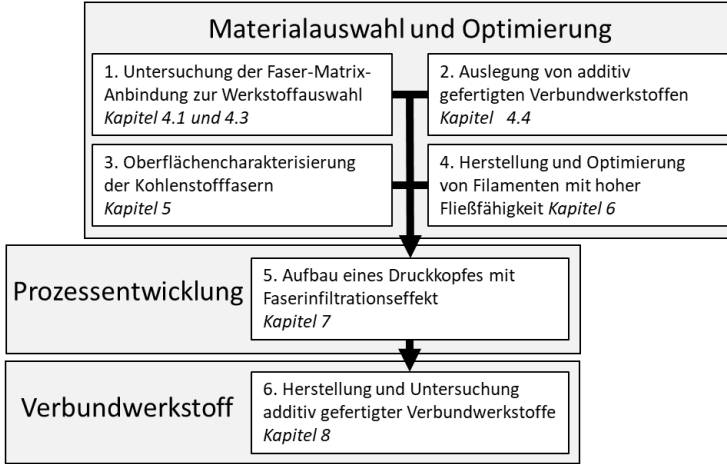 Materialauswahl und Optimierung
1. Untersuchung der Faser-Matrix-
Anbindung zur Werkstoffauswahl
Kapitel 4.1 und 4.3
2. Auslegung von additiv
gefertigten Verbundwerkstoffen
Kapitel 4.4
3. Oberflächencharakterisierung
der Kohlenstofffasern
Kapitel 5
4. Herstellung und Optimierung
von Filamenten mit hoher
Fließfähigkeit Kapitel 6
Prozessentwicklung
5. Aufbau eines Druckkopfes mit
Faserinfiltrationseffekt
Kapitel 7
Verbundwerkstoff
6. Herstellung und Untersuchung
additiv gefertigter Verbundwerkstoffe
Kapitel 8